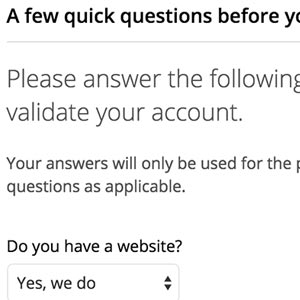 A few quick questions before
Please answer the following
validate your account.
Your answers will only be used for the
questions as applicable.
Do you have a website?
Yes, we do